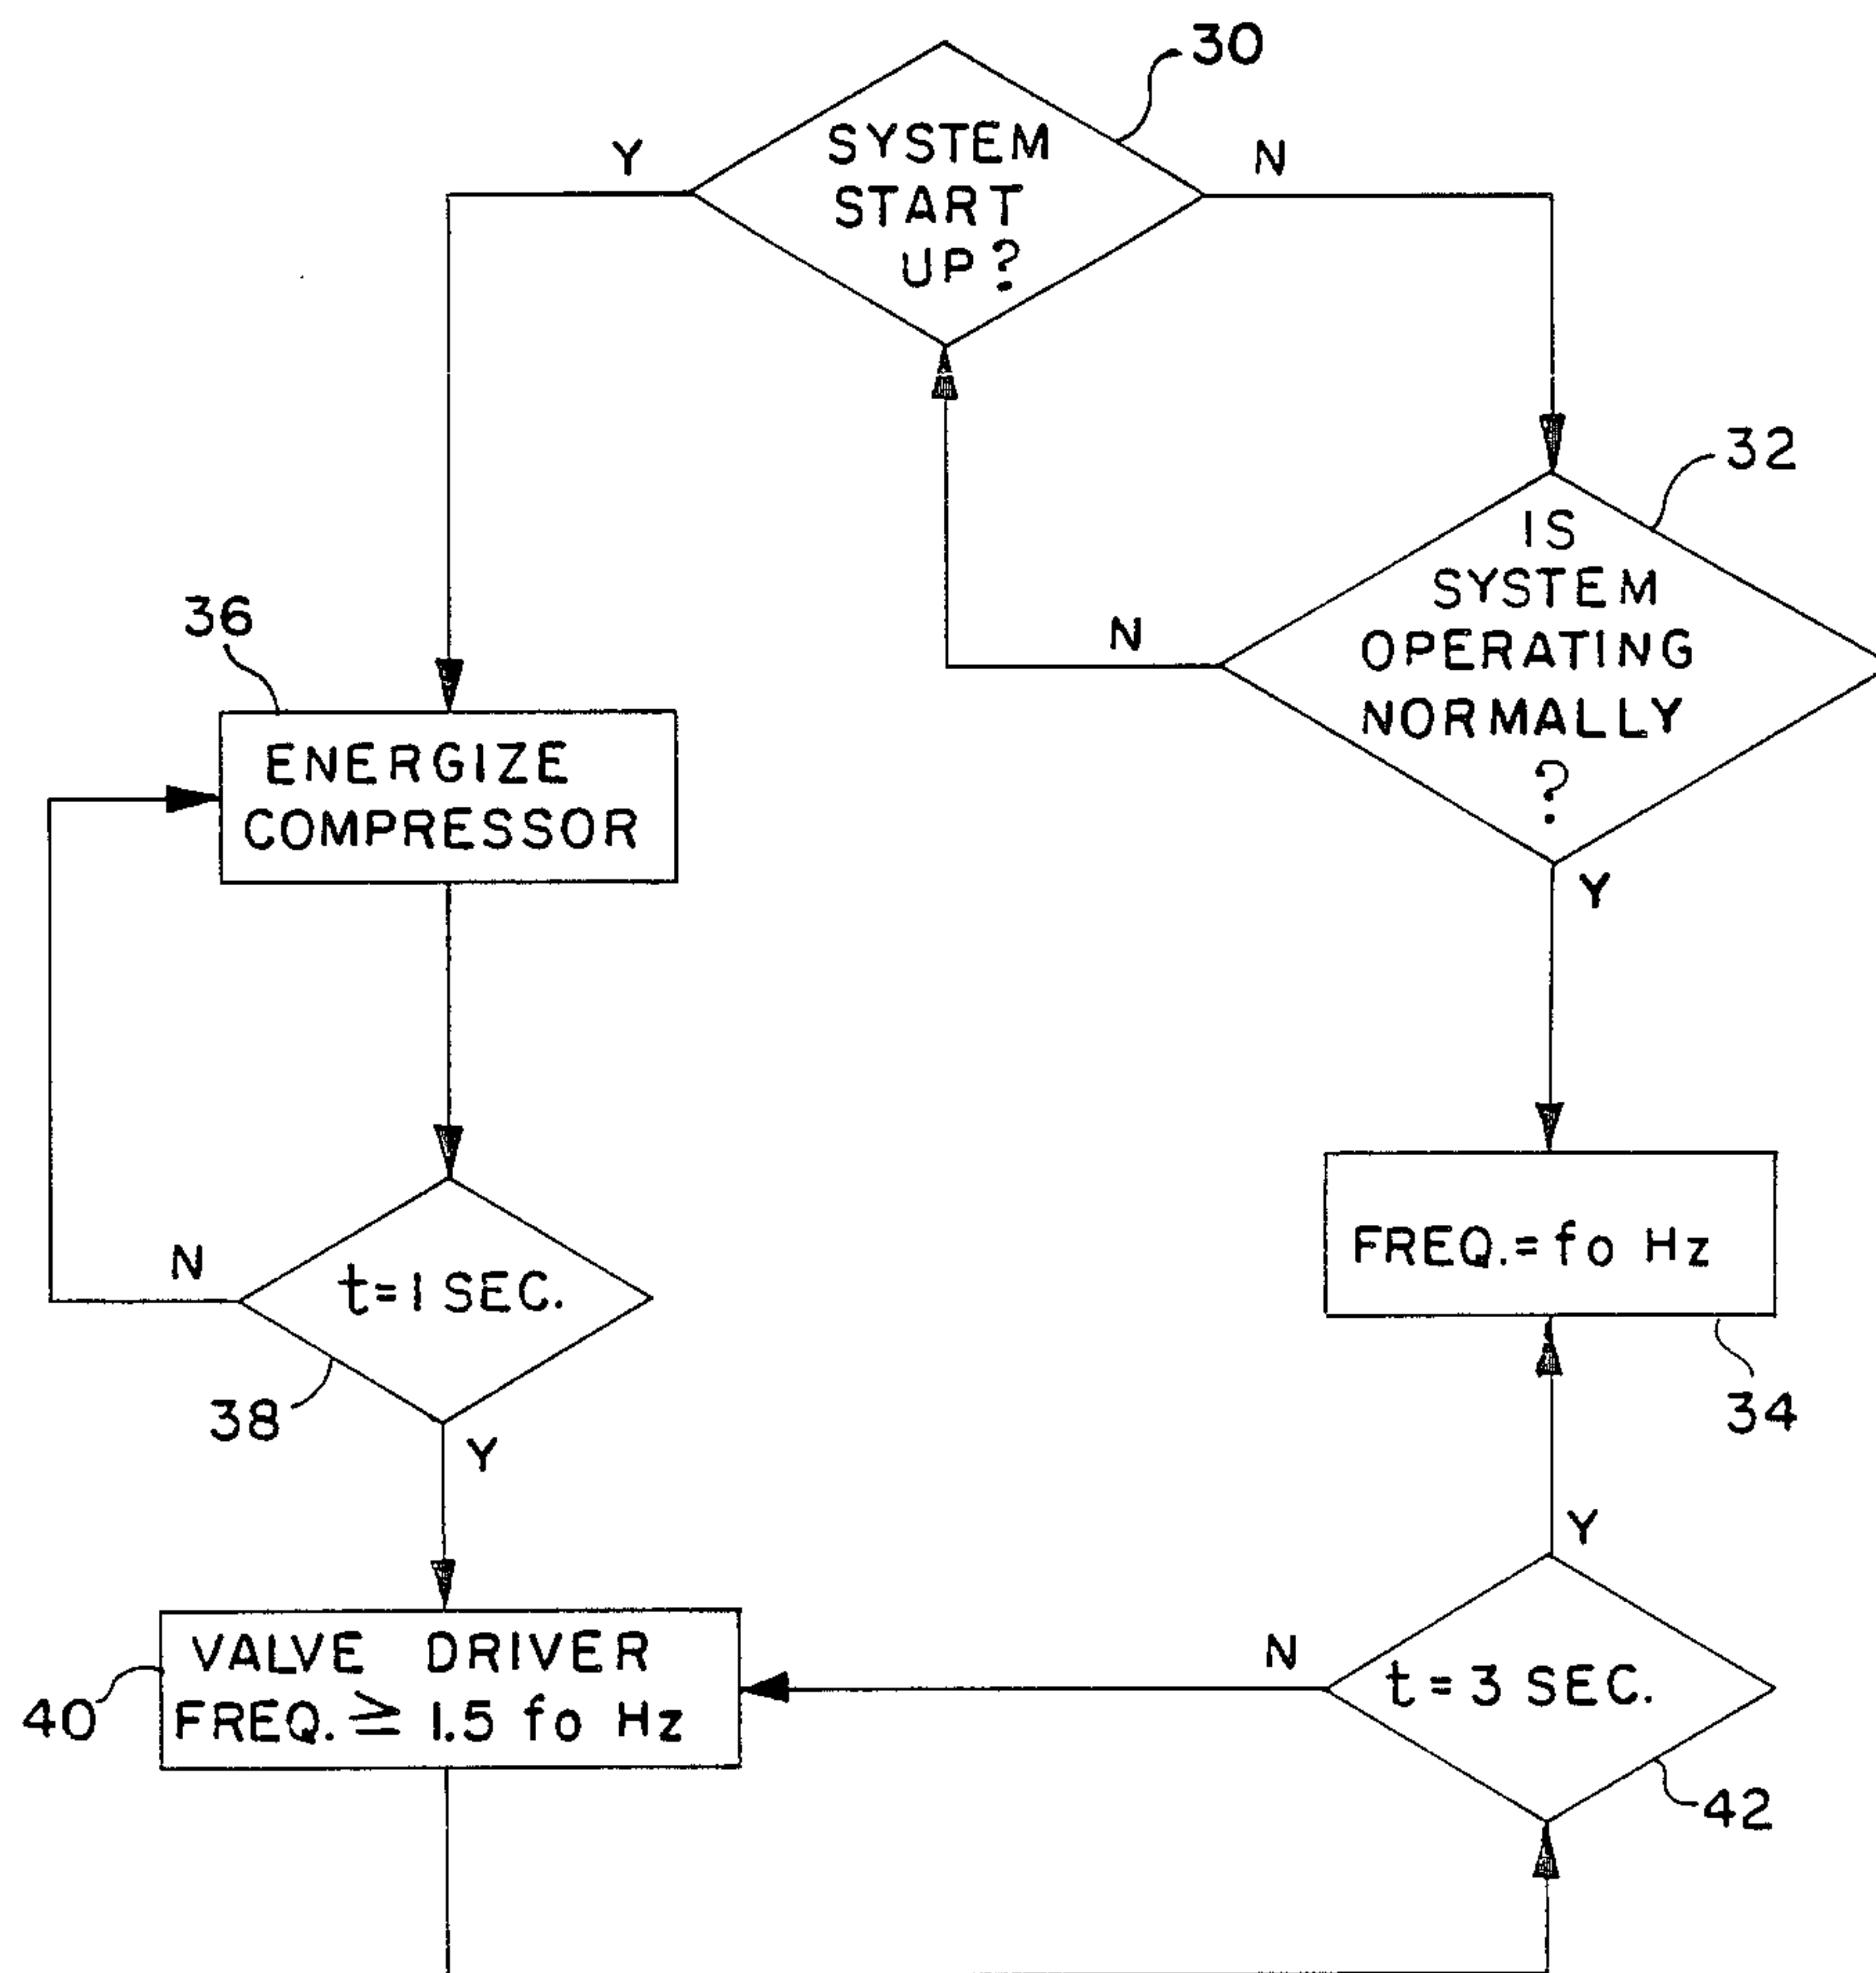 30
SYSTEM
START
UP?
Y
N
32
IS
SYSTEM
OPERATING
NORMALLY
?
N
Y
36
ENERGIZE
COMPRESSOR
N
t=1 SEC.
38
Y
FREQ.=fo Hz
34
Y
VALVE DRIVER
FREQ.≥ 1.5 fo Hz
40
N
t=3 SEC.
42